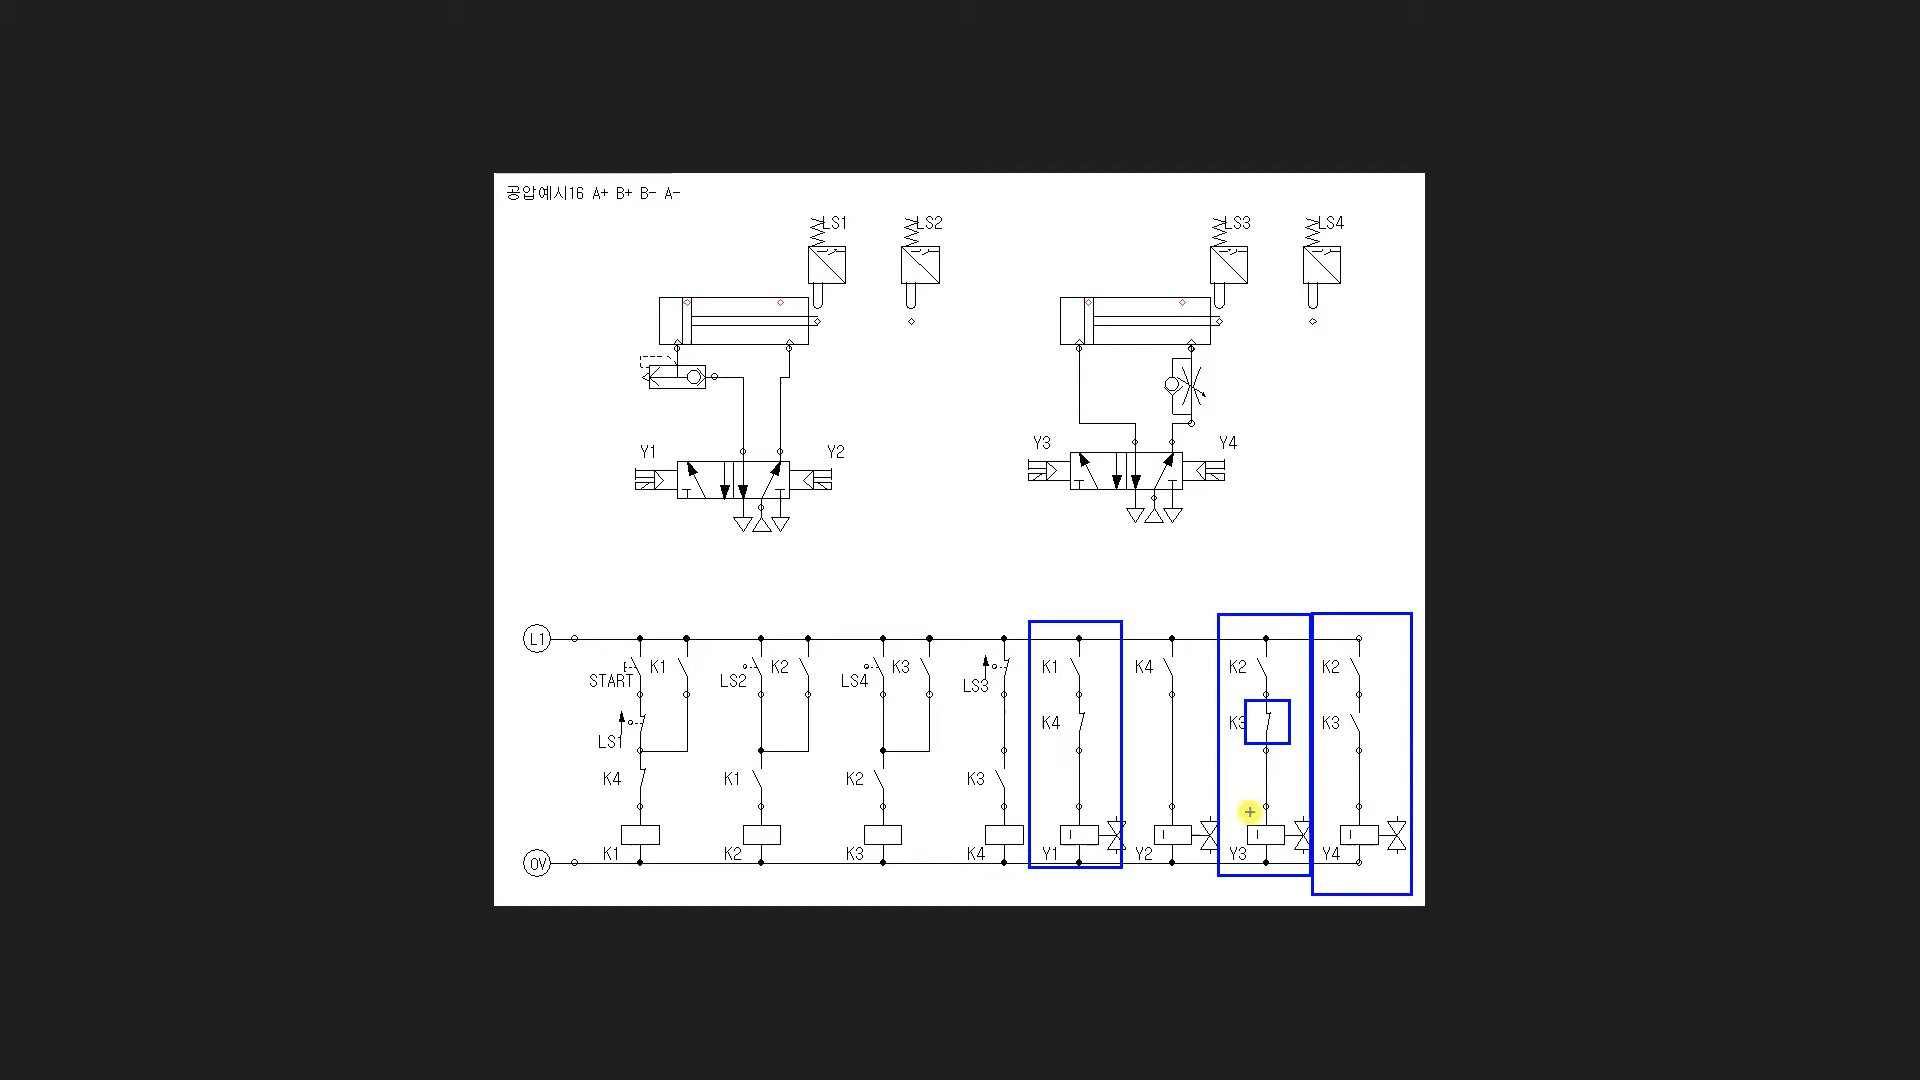 공압예시16 A+ B+ B- A-
LS1 LS2 LS3 LS4
Y1 Y2 Y3 Y4
L1
START K1 LS2 K2 LS4 K3 LS3 K1 K4 K2 K2
LS1 K4 K3 K3
K4 K1 K2 K3
K1 K2 K3 K4 Y1 Y2 Y3 Y4
0V